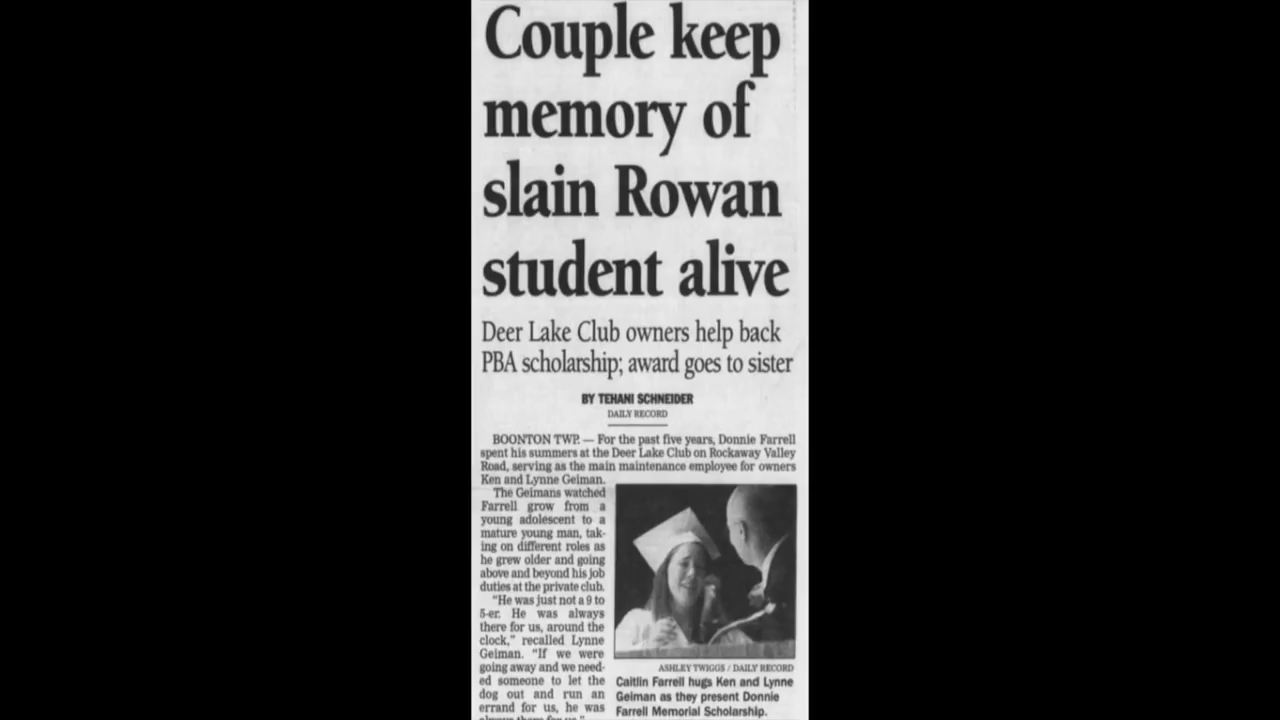 Couple keep
memory of
slain Rowan
student alive
Deer Lake Club owners help back
PBA scholarship; award goes to sister
BY TEHANI SCHNEIDER
DAILY RECORD
BOONTON TWP. — For the past five years, Donnie Farrell
spent his summers at the Deer Lake Club on Rockaway Valley
Road, serving as the main maintenance employee for owners
Ken and Lynne Geiman.
The Geimans watched
Farrell grow from a
young adolescent to a
mature young man, tak-
ing on different roles as
he grew older and going
above and beyond his job
duties at the private club.
"He was just not a 9 to
5-er. He was always
there for us, around the
clock," recalled Lynne
Geiman. "If we were
going away and we need-
ed someone to let the
dog out and run an
errand for us, he was
always there for us."
ASHLEY TWIGGS / DAILY RECORD
Caitlin Farrell hugs Ken and Lynne
Geiman as they present Donnie
Farrell Memorial Scholarship.